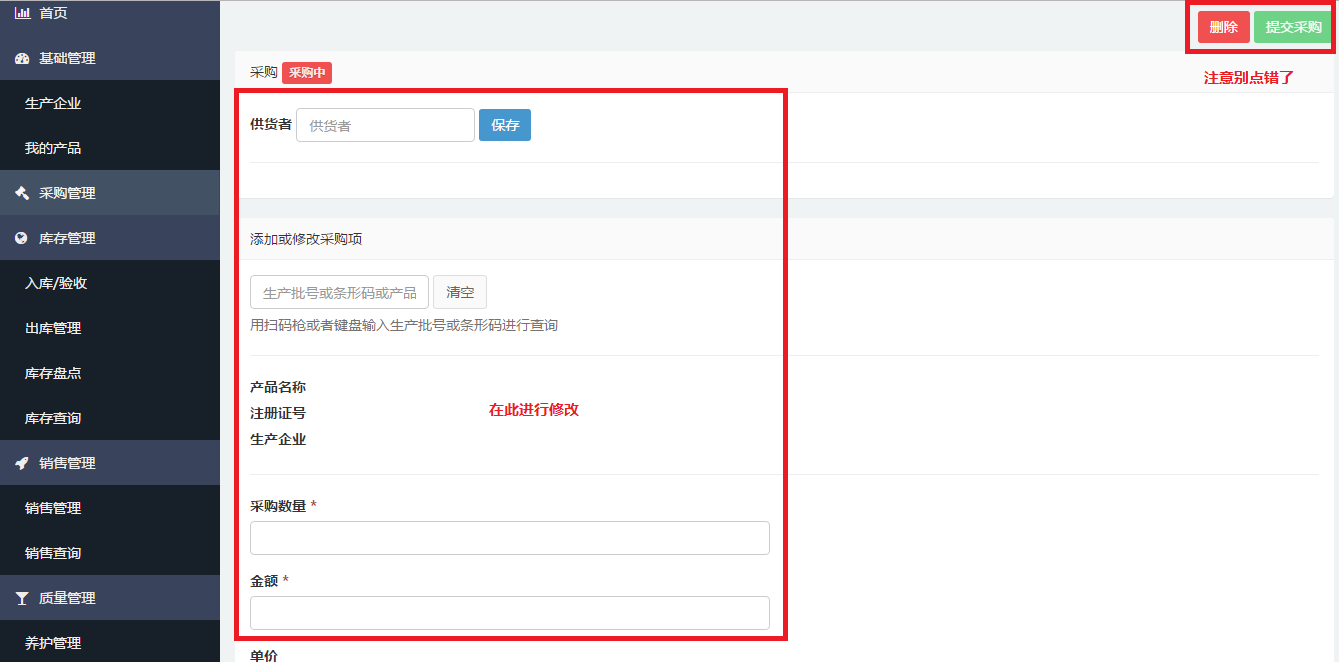 首页
基础管理
生产企业
我的产品
采购管理
库存管理
入库/验收
出库管理
库存盘点
库存查询
销售管理
销售管理
销售查询
质量管理
养护管理
删除 提交采购
注意别点错了
采购 采购中
供货者 供货者 保存
添加或修改采购项
生产批号或条形码或产品 清空
用扫码枪或者键盘输入生产批号或条形码进行查询
产品名称
注册证号
生产企业
在此进行修改
采购数量 *
金额 *
单价